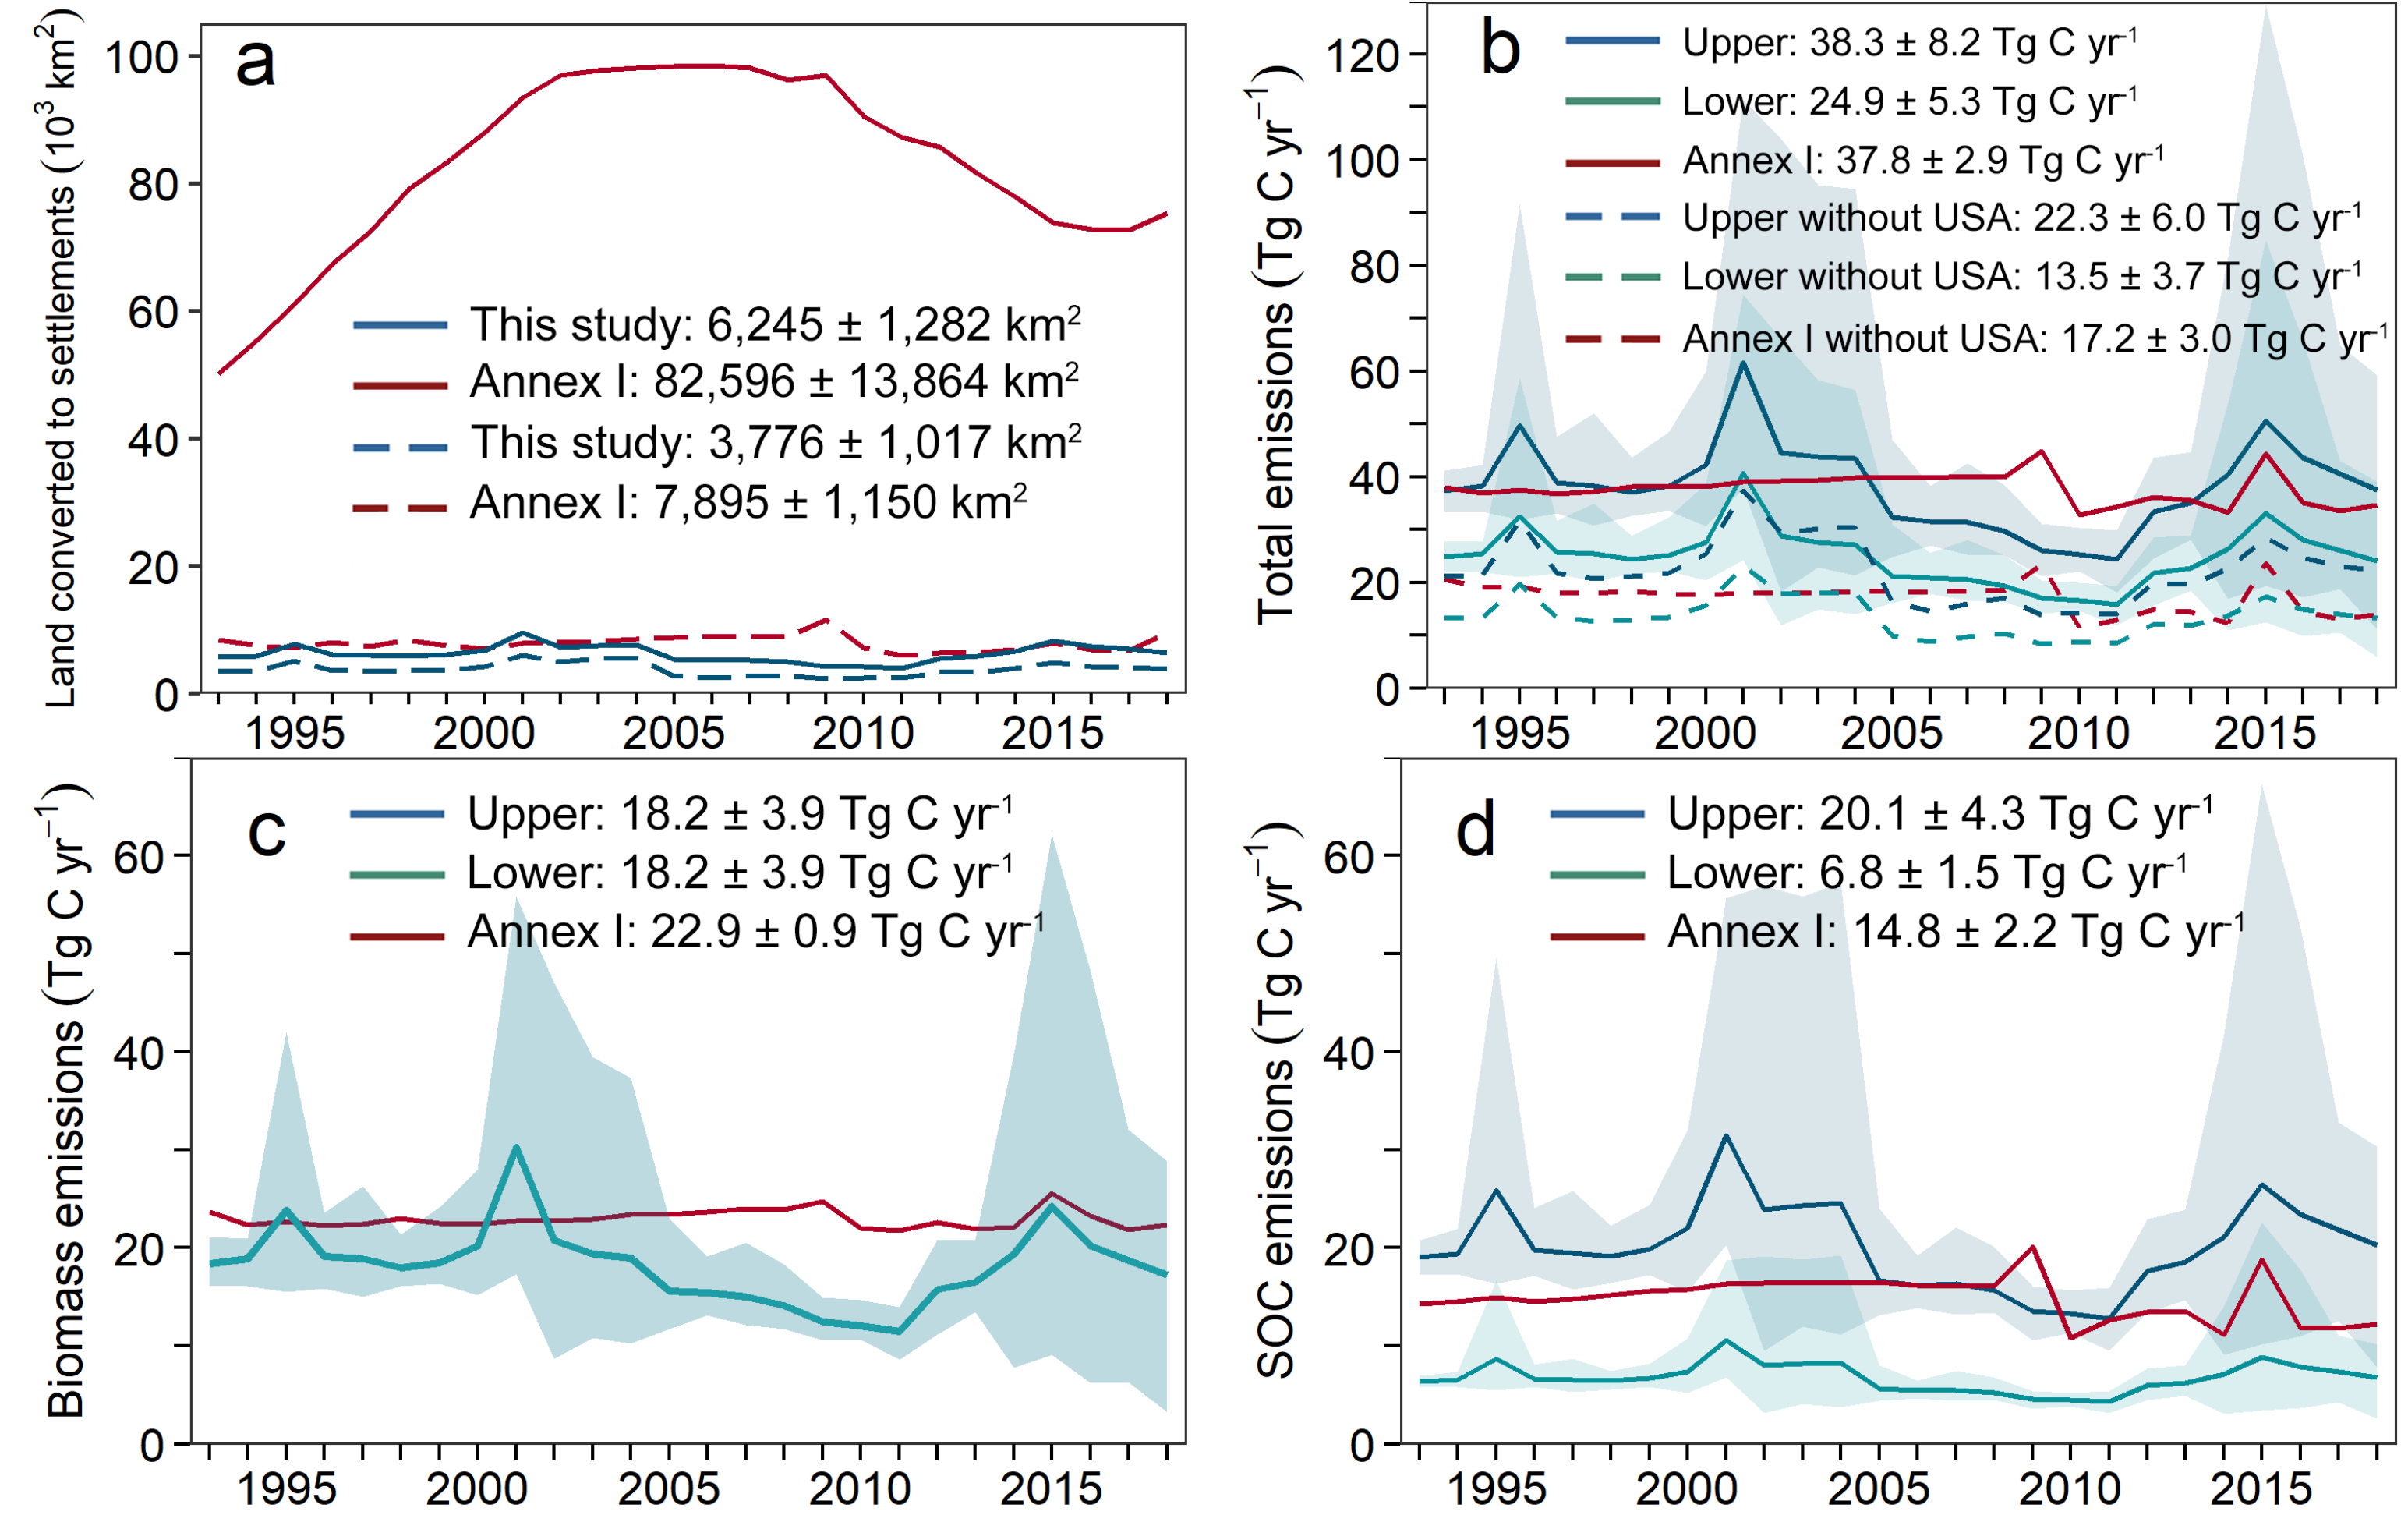 a
Land converted to settlements (10³ km²)
100
80
60
40
20
0
This study: 6,245 ± 1,282 km²
Annex I: 82,596 ± 13,864 km²
This study: 3,776 ± 1,017 km²
Annex I: 7,895 ± 1,150 km²
1995 2000 2005 2010 2015
b
Total emissions (Tg C yr⁻¹)
120
100
80
60
40
20
0
Upper: 38.3 ± 8.2 Tg C yr⁻¹
Lower: 24.9 ± 5.3 Tg C yr⁻¹
Annex I: 37.8 ± 2.9 Tg C yr⁻¹
Upper without USA: 22.3 ± 6.0 Tg C yr⁻¹
Lower without USA: 13.5 ± 3.7 Tg C yr⁻¹
Annex I without USA: 17.2 ± 3.0 Tg C yr⁻¹
1995 2000 2005 2010 2015
c
Biomass emissions (Tg C yr⁻¹)
60
40
20
0
Upper: 18.2 ± 3.9 Tg C yr⁻¹
Lower: 18.2 ± 3.9 Tg C yr⁻¹
Annex I: 22.9 ± 0.9 Tg C yr⁻¹
1995 2000 2005 2010 2015
d
SOC emissions (Tg C yr⁻¹)
60
40
20
0
Upper: 20.1 ± 4.3 Tg C yr⁻¹
Lower: 6.8 ± 1.5 Tg C yr⁻¹
Annex I: 14.8 ± 2.2 Tg C yr⁻¹
1995 2000 2005 2010 2015